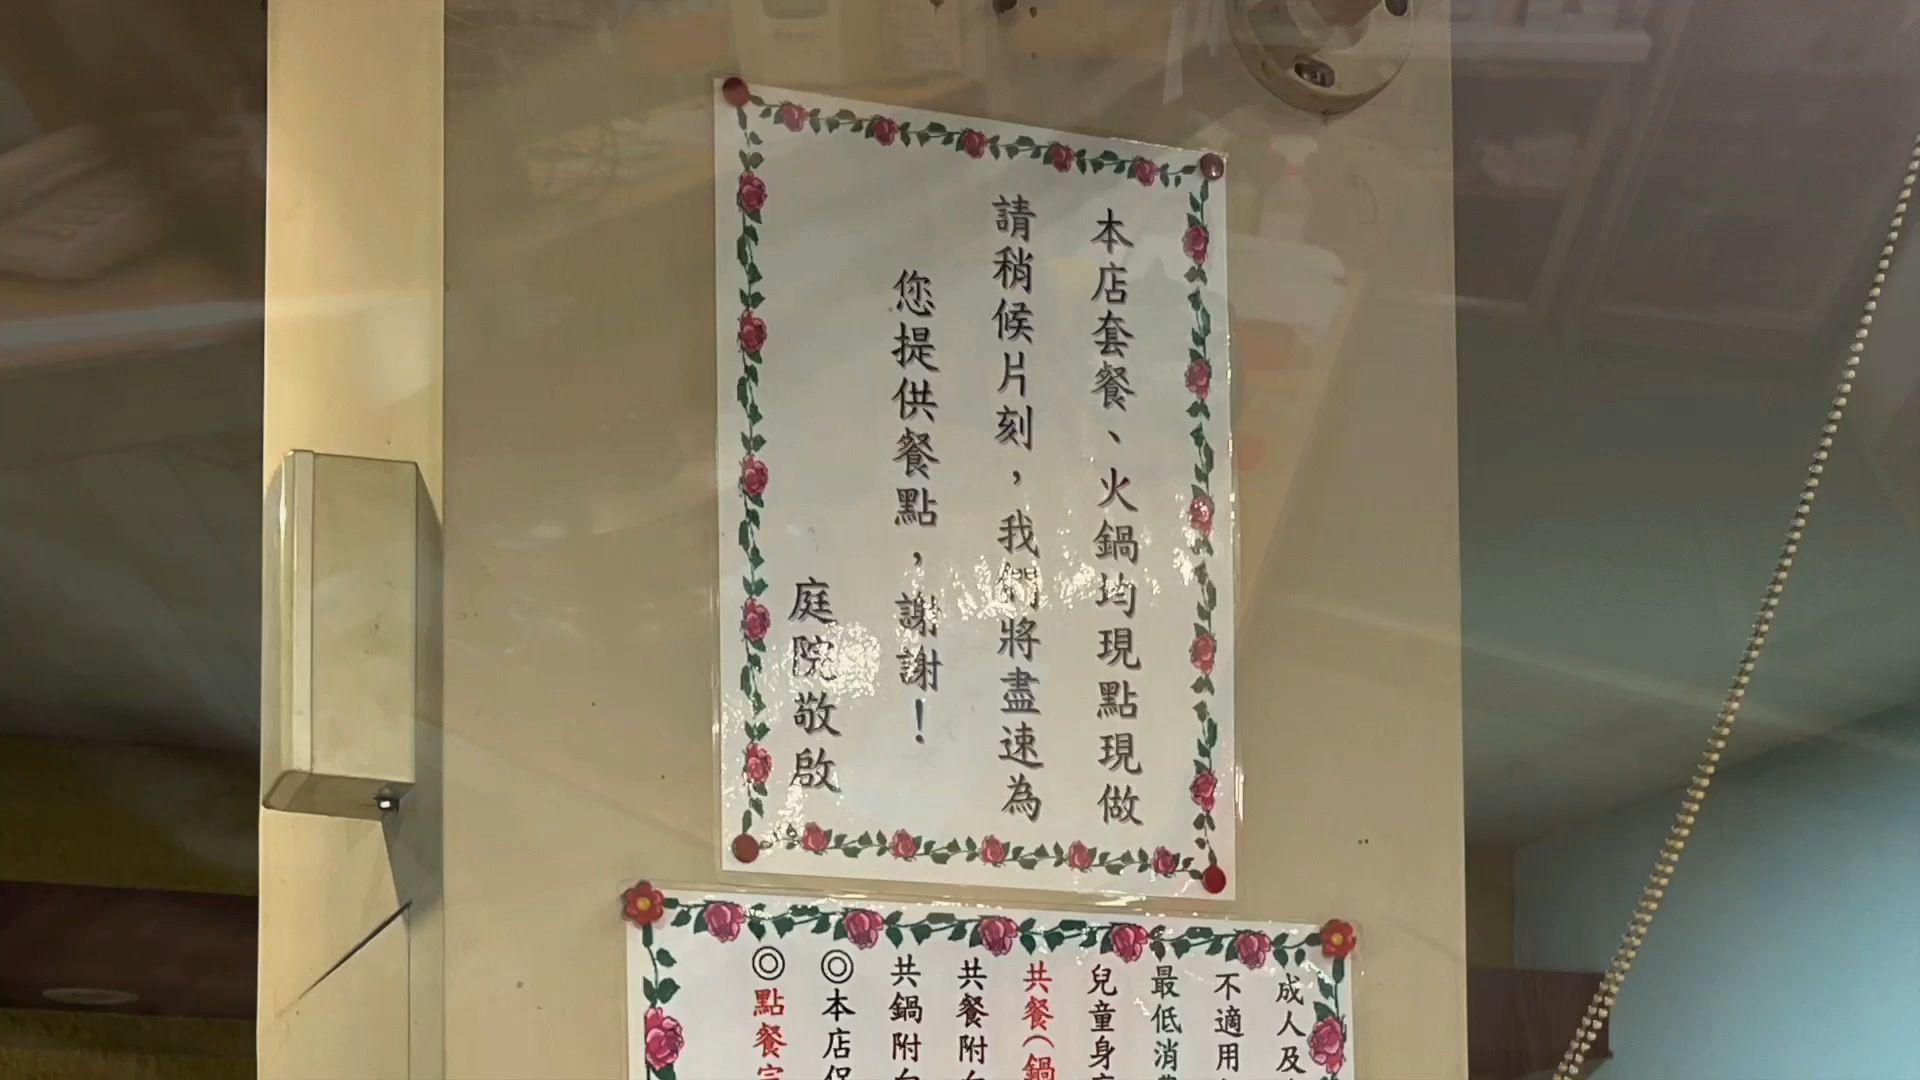 本店套餐、火鍋均現點現做
請稍候片刻，我們將盡速為
您提供餐點，謝謝！
庭院敬啟
成人及
不適用
最低消費
兒童身
共餐（鍋
共餐附
共鍋附
◎本店保
◎點餐完